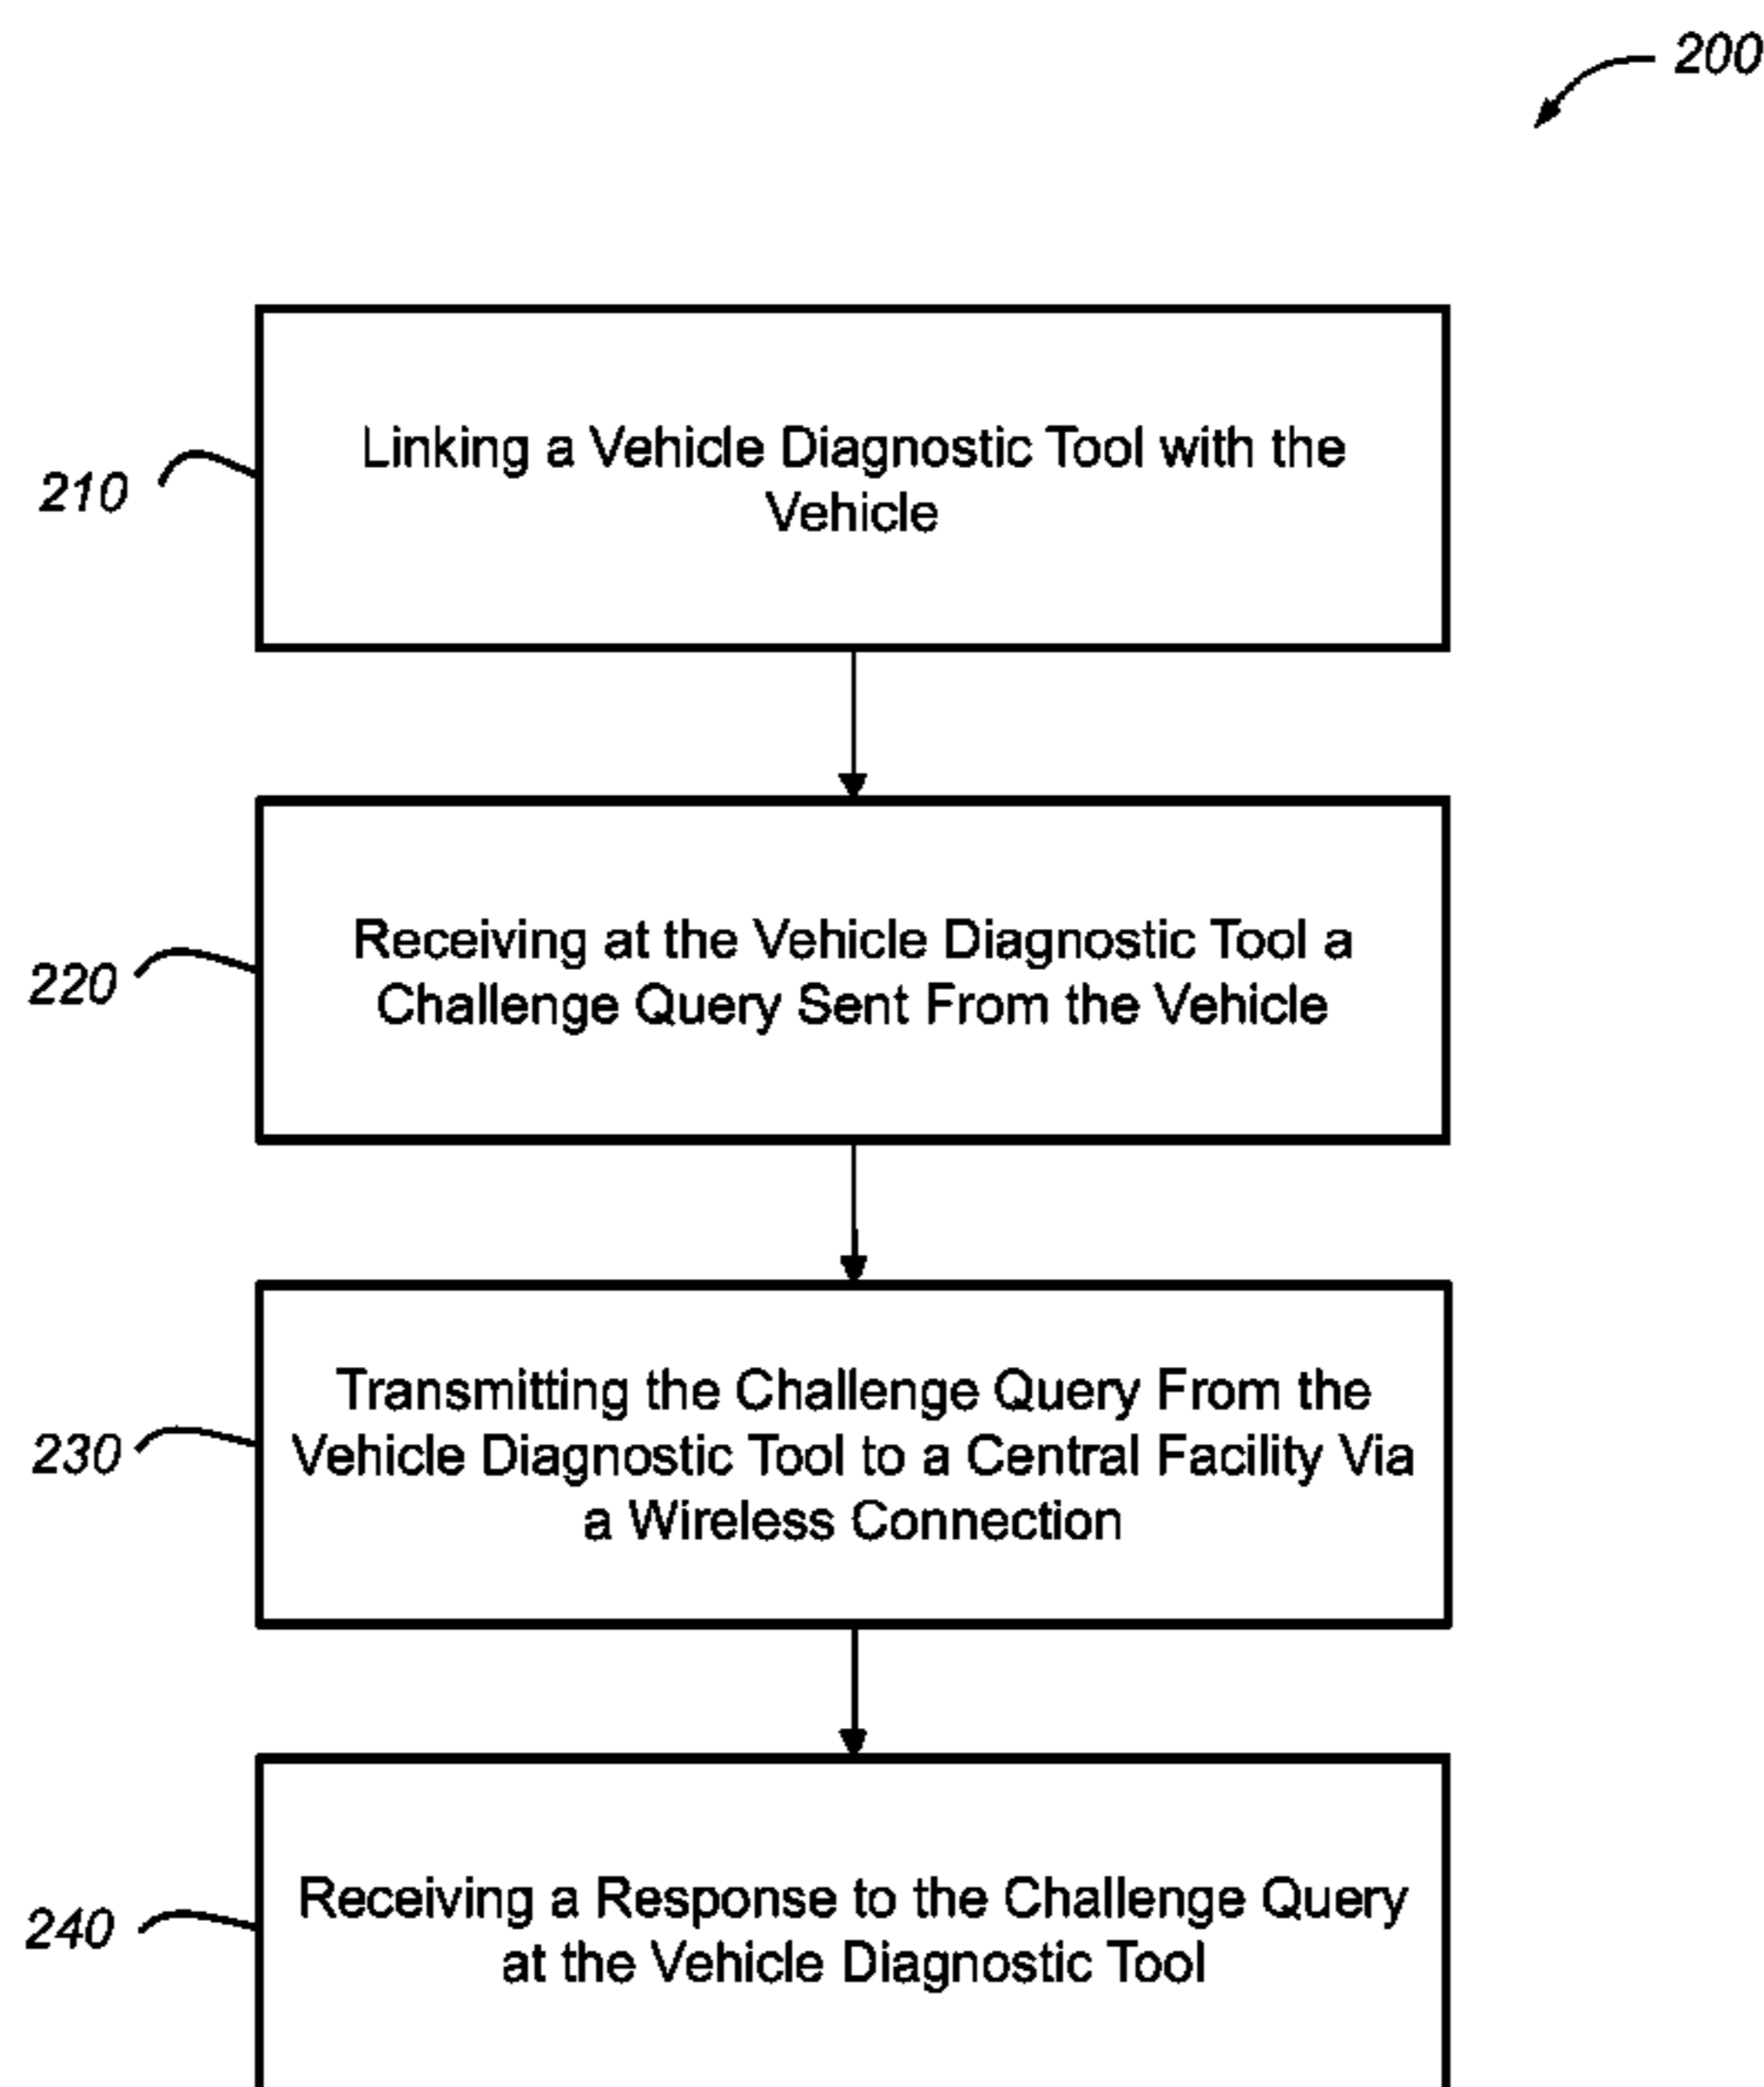 200
210
Linking a Vehicle Diagnostic Tool with the
Vehicle
220
Receiving at the Vehicle Diagnostic Tool a
Challenge Query Sent From the Vehicle
230
Transmitting the Challenge Query From the
Vehicle Diagnostic Tool to a Central Facility Via
a Wireless Connection
240
Receiving a Response to the Challenge Query
at the Vehicle Diagnostic Tool